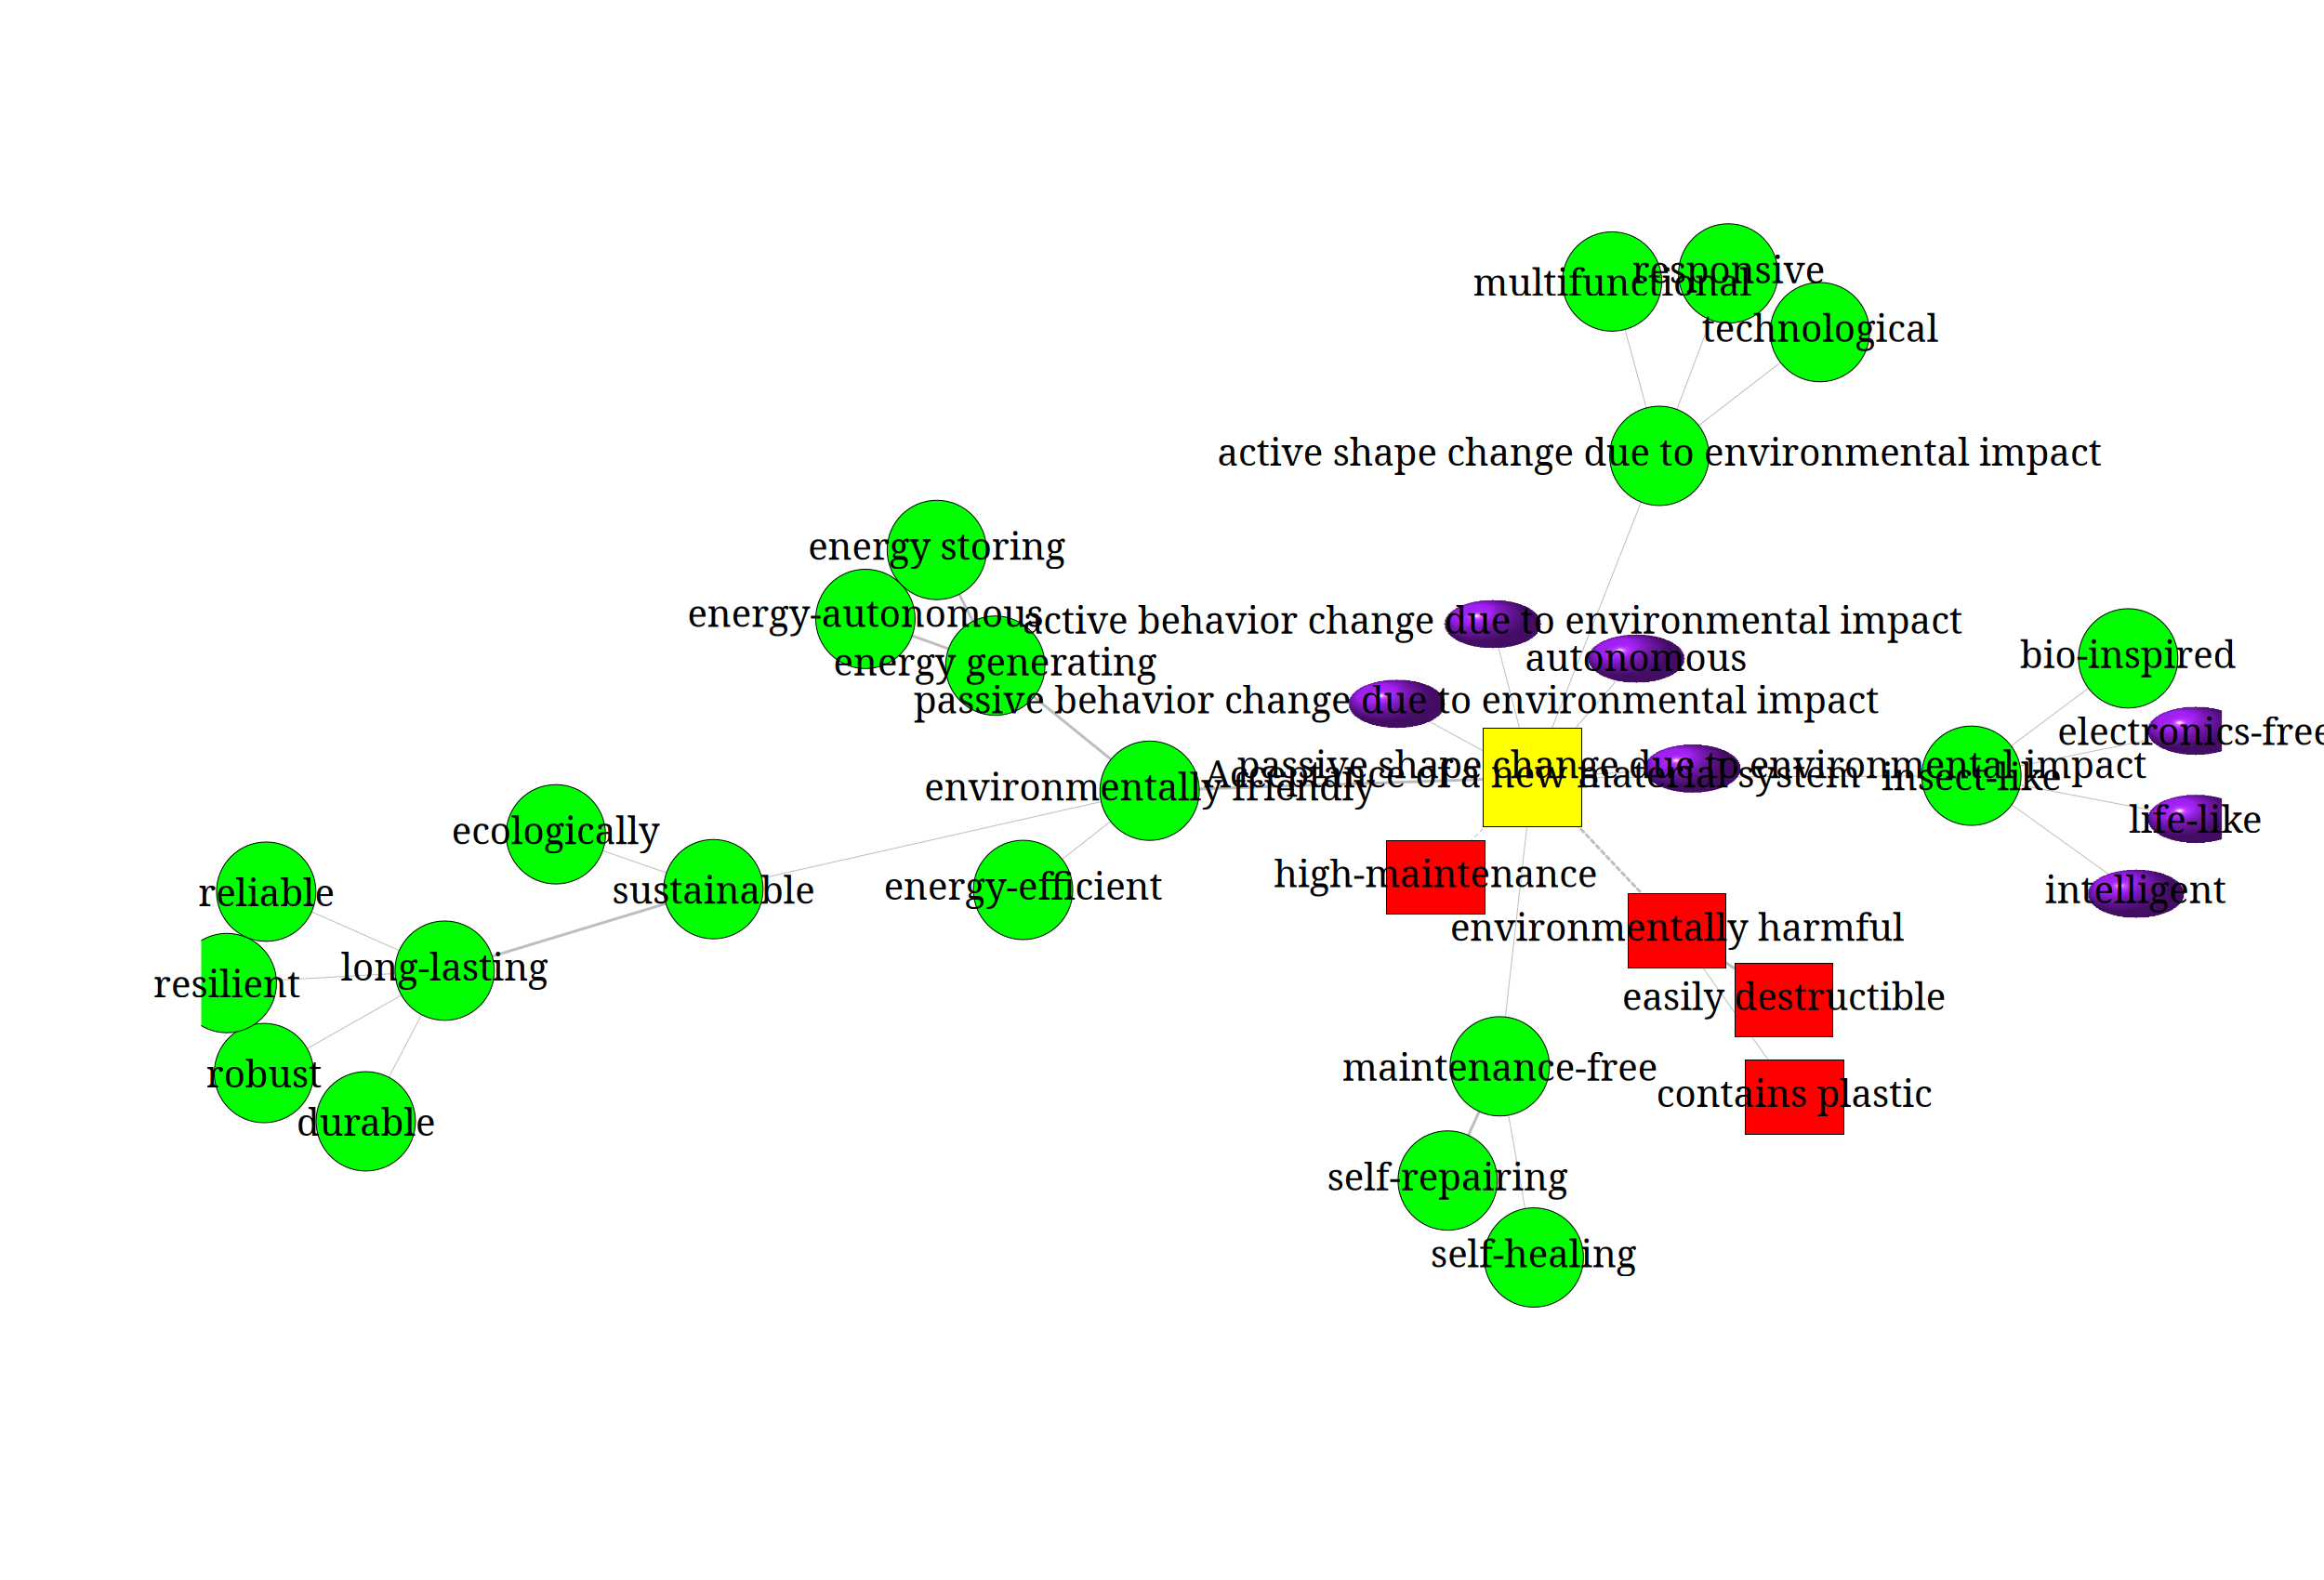 responsive
multifunctional
technological
active shape change due to environmental impact
energy storing
energy-autonomous
active behavior change due to environmental impact
energy generating
autonomous
bio-inspired
passive behavior change due to environmental impact
electronics-free
passive shape change due to environmental impact
Acceptance of a new material system
insect-like
environmentally friendly
life-like
ecologically
high-maintenance
energy-efficient
sustainable
reliable
intelligent
environmentally harmful
long-lasting
resilient
easily destructible
maintenance-free
robust
contains plastic
durable
self-repairing
self-healing